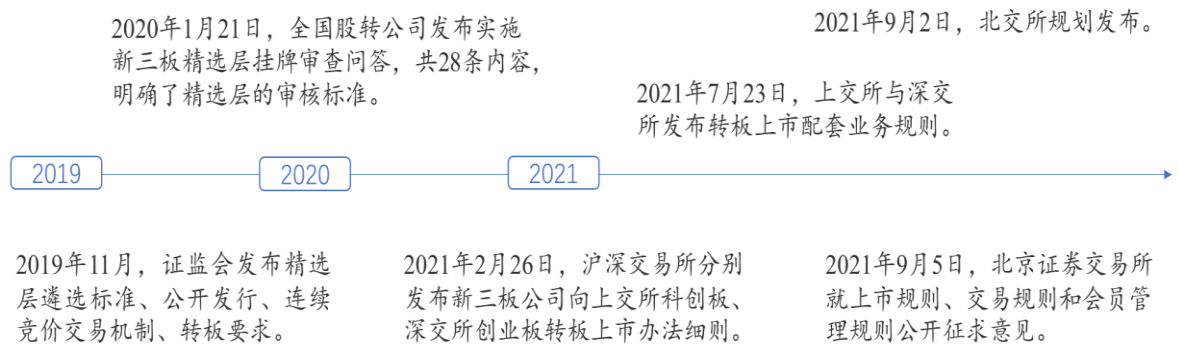 2020年1月21日，全国股转公司发布实施
新三板精选层挂牌审查问答，共28条内容，
明确了精选层的审核标准。
2021年9月2日，北交所规划发布。
2021年7月23日，上交所与深交
所发布转板上市配套业务规则。
2019
2020
2021
2019年11月，证监会发布精选
层遴选标准、公开发行、连续
竞价交易机制、转板要求。
2021年2月26日，沪深交易所分别
发布新三板公司向上交所科创板、
深交所创业板转板上市办法细则。
2021年9月5日，北京证券交易所
就上市规则、交易规则和会员管
理规则公开征求意见。